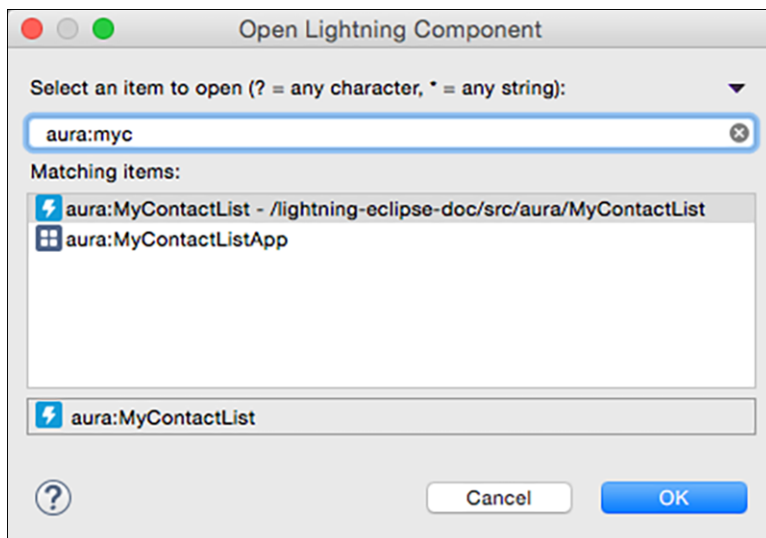 Open Lightning Component
Select an item to open (? = any character, * = any string):
aura:myc
Matching items:
aura:MyContactList - /lightning-eclipse-doc/src/aura/MyContactList
aura:MyContactListApp
aura:MyContactList
?
Cancel
OK